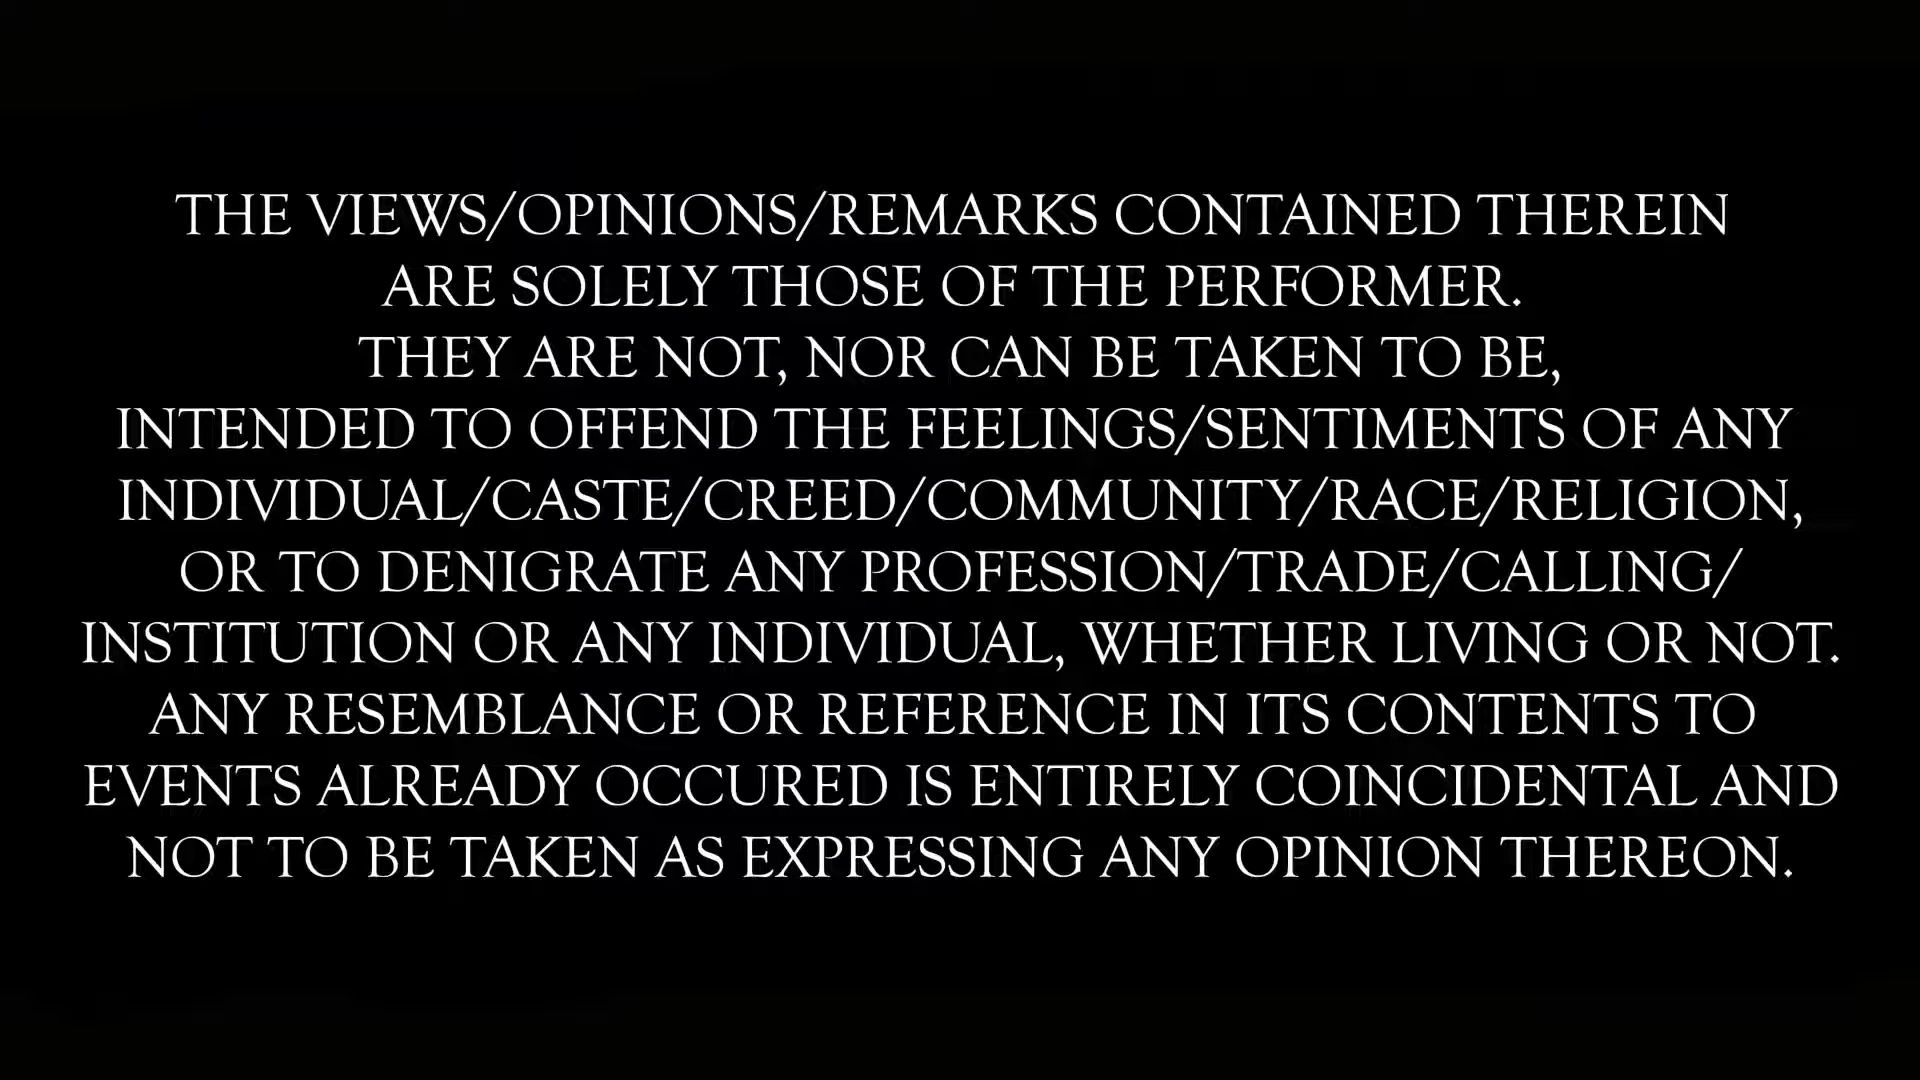 THE VIEWS/OPINIONS/REMARKS CONTAINED THEREIN
ARE SOLELY THOSE OF THE PERFORMER.
THEY ARE NOT, NOR CAN BE TAKEN TO BE,
INTENDED TO OFFEND THE FEELINGS/SENTIMENTS OF ANY
INDIVIDUAL/CASTE/CREED/COMMUNITY/RACE/RELIGION,
OR TO DENIGRATE ANY PROFESSION/TRADE/CALLING/
INSTITUTION OR ANY INDIVIDUAL, WHETHER LIVING OR NOT.
ANY RESEMBLANCE OR REFERENCE IN ITS CONTENTS TO
EVENTS ALREADY OCCURED IS ENTIRELY COINCIDENTAL AND
NOT TO BE TAKEN AS EXPRESSING ANY OPINION THEREON.